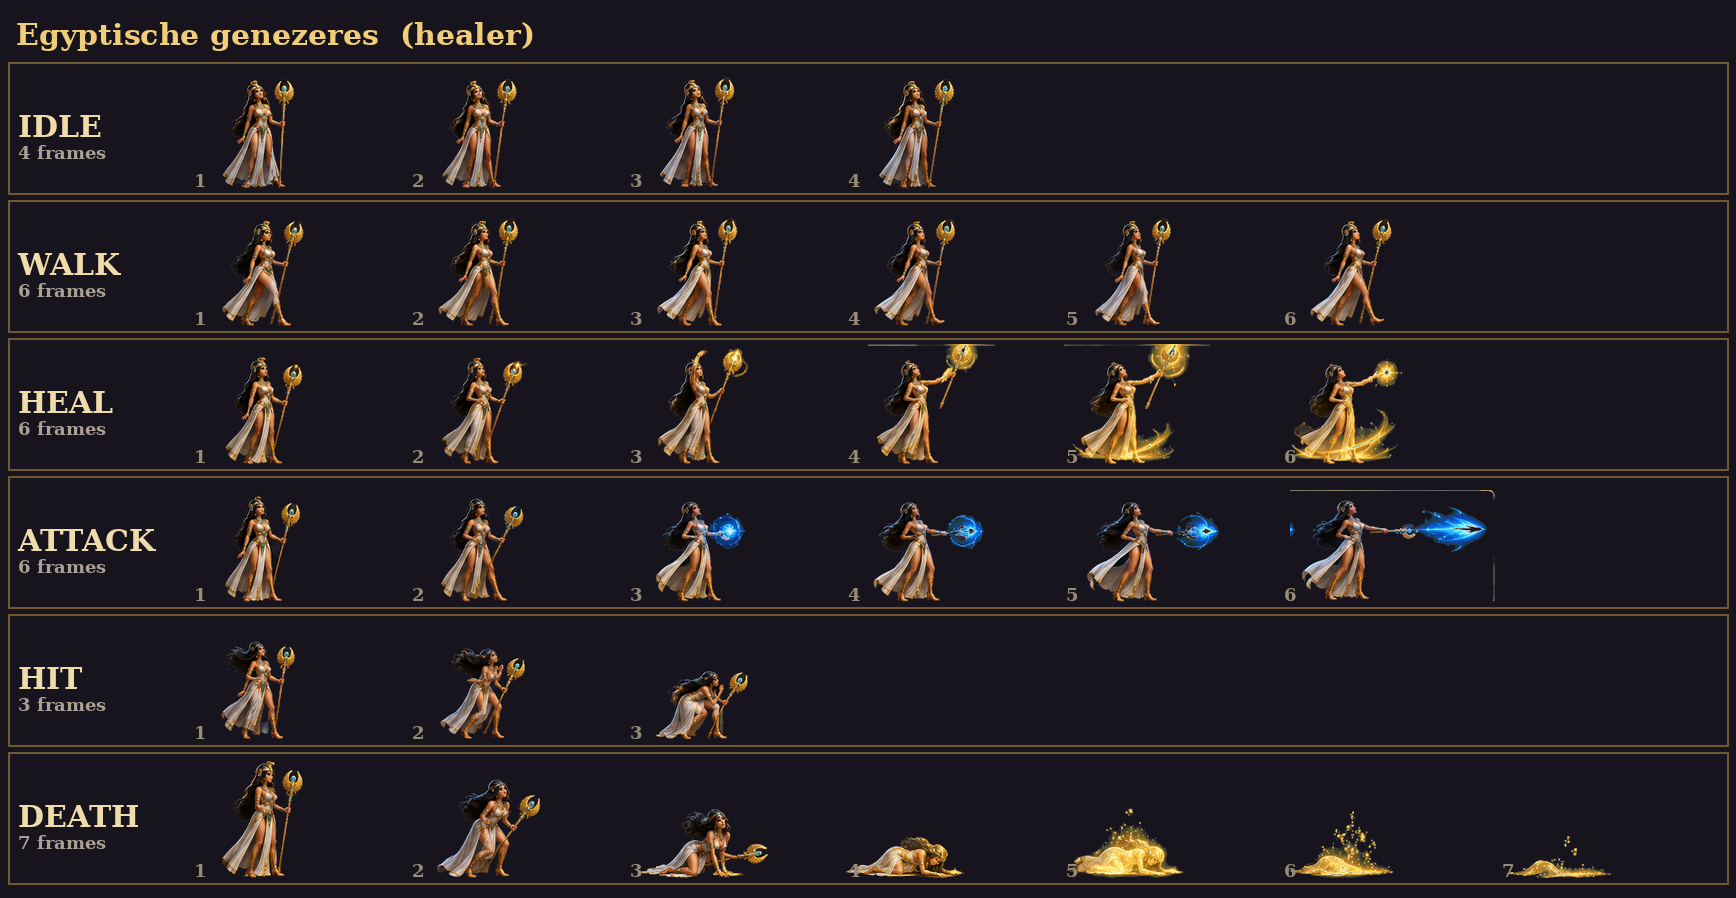 Egyptische genezeres (healer)
IDLE
4 frames
1 2 3 4
WALK
6 frames
1 2 3 4 5 6
HEAL
6 frames
1 2 3 4 5 6
ATTACK
6 frames
1 2 3 4 5 6
HIT
3 frames
1 2 3
DEATH
7 frames
1 2 3 4 5 6 7